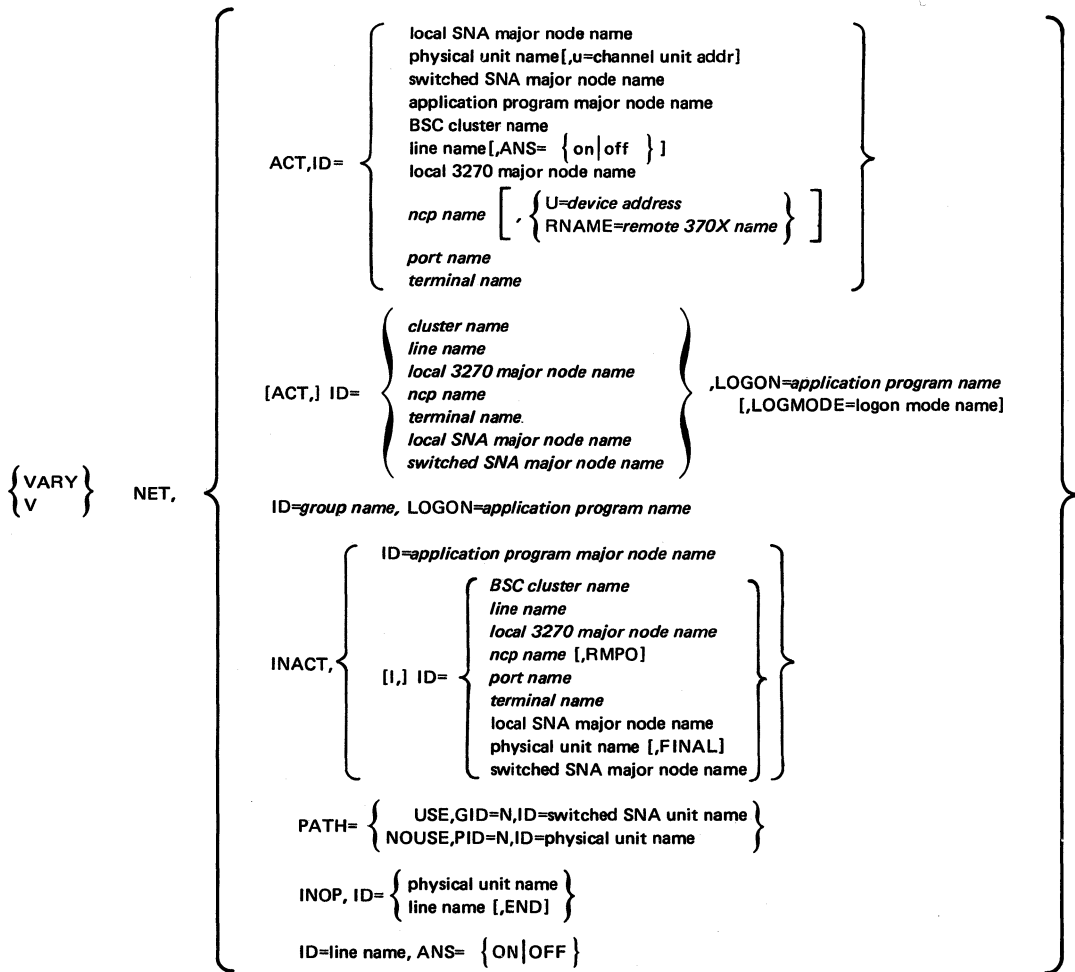 {VARY
V} NET,
ACT,ID=
local SNA major node name
physical unit name[,u=channel unit addr]
switched SNA major node name
application program major node name
BSC cluster name
line name[,ANS= {on|off }]
local 3270 major node name
ncp name [, {U=device address
RNAME=remote 370X name} ]
port name
terminal name
[ACT,] ID=
cluster name
line name
local 3270 major node name
ncp name
terminal name.
local SNA major node name
switched SNA major node name
,LOGON=application program name
[,LOGMODE=logon mode name]
ID=group name, LOGON=application program name
INACT,
ID=application program major node name
[I,] ID=
BSC cluster name
line name
local 3270 major node name
ncp name [,RMPO]
port name
terminal name
local SNA major node name
physical unit name [,FINAL]
switched SNA major node name
PATH= {USE,GID=N,ID=switched SNA unit name
NOUSE,PID=N,ID=physical unit name}
INOP, ID= {physical unit name
line name [,END]}
ID=line name, ANS= {ON|OFF}